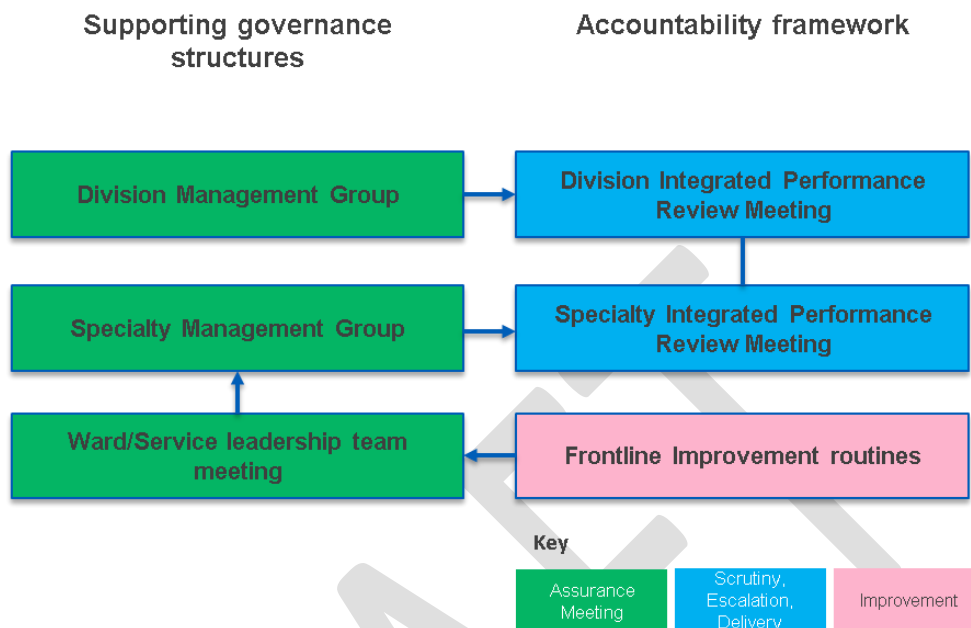 Supporting governance
structures
Accountability framework
Division Management Group
Division Integrated Performance
Review Meeting
Specialty Management Group
Specialty Integrated Performance
Review Meeting
Ward/Service leadership team
meeting
Frontline Improvement routines
Key
Assurance
Meeting
Scrutiny,
Escalation,
Delivery
Improvement